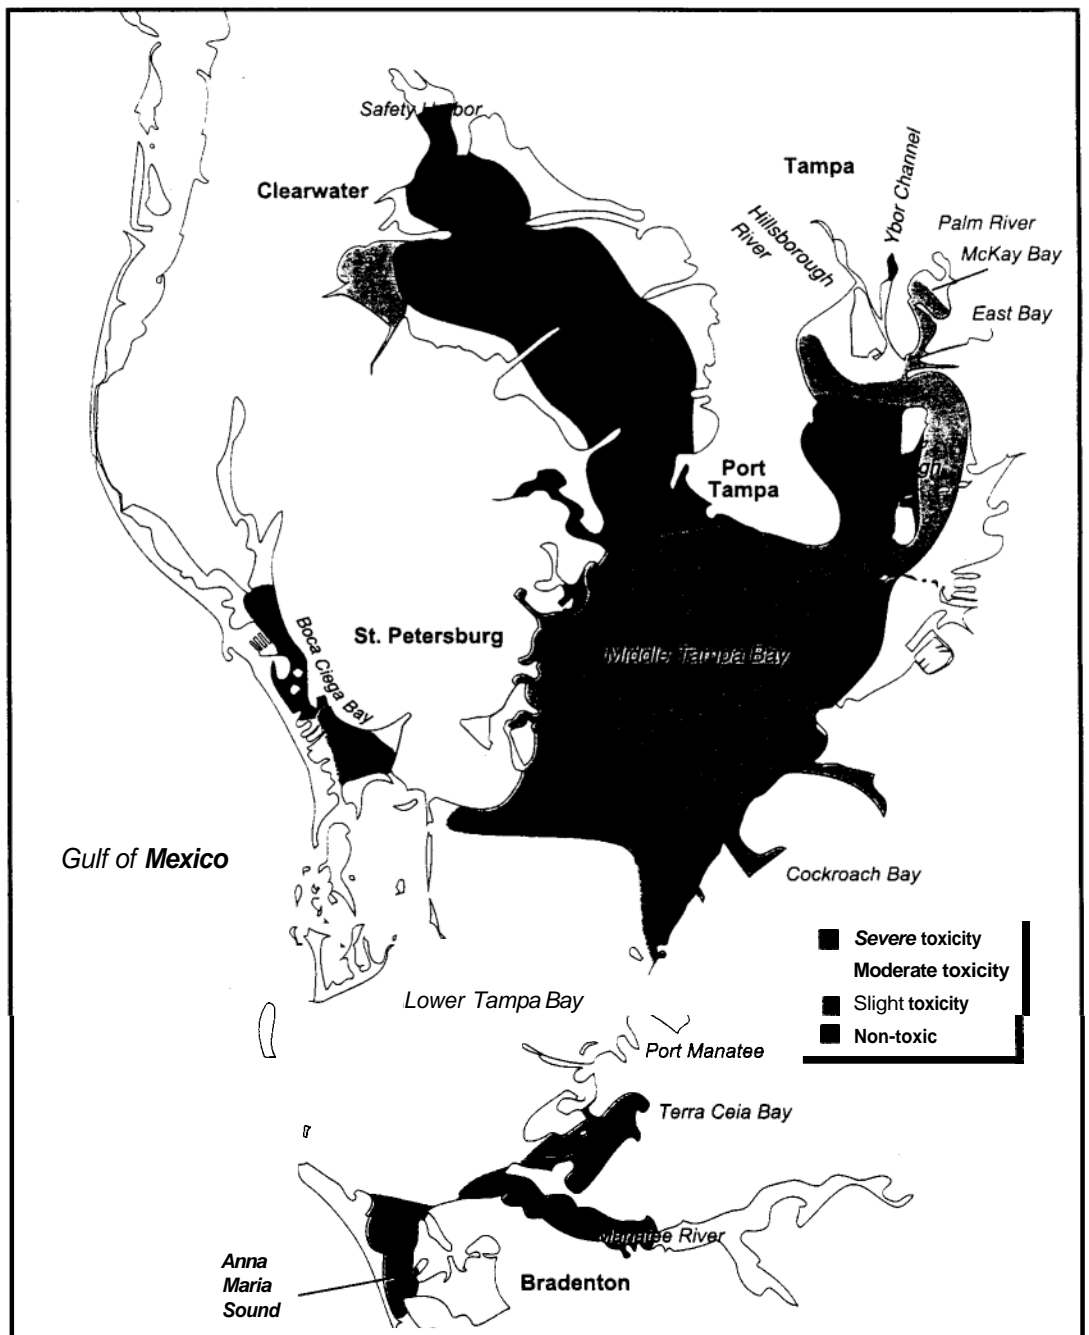 Safety Harbor
Clearwater
Tampa
Ybor Channel
Hillsborough
River
Palm River
McKay Bay
East Bay
Port
Tampa
St. Petersburg
Boca Ciega Bay
Middle Tampa Bay
Gulf of Mexico
Cockroach Bay
Severe toxicity
Moderate toxicity
Slight toxicity
Non-toxic
Lower Tampa Bay
Port Manatee
Terra Ceia Bay
Manatee River
Anna
Maria
Sound
Bradenton